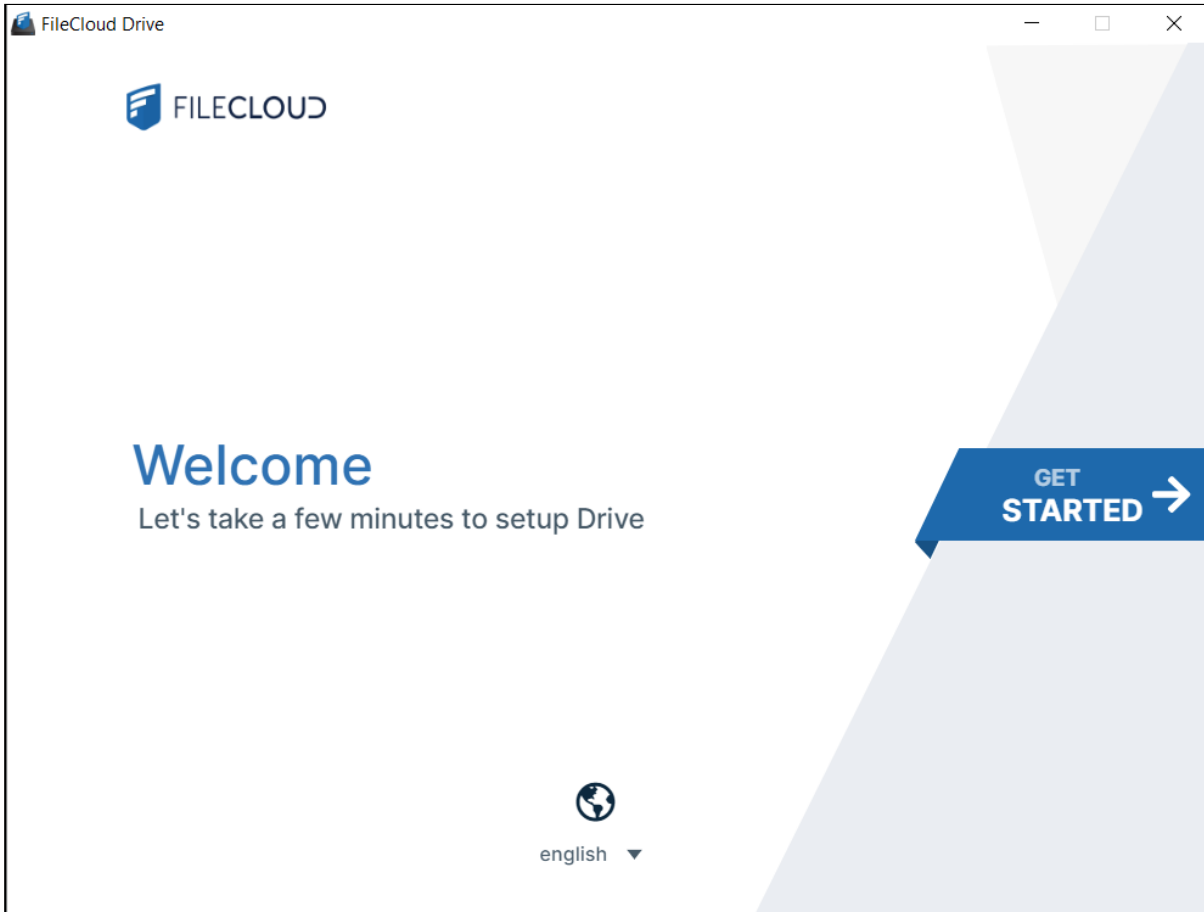 FileCloud Drive
FILECLOUD
Welcome
Let's take a few minutes to setup Drive
GET
STARTED
english